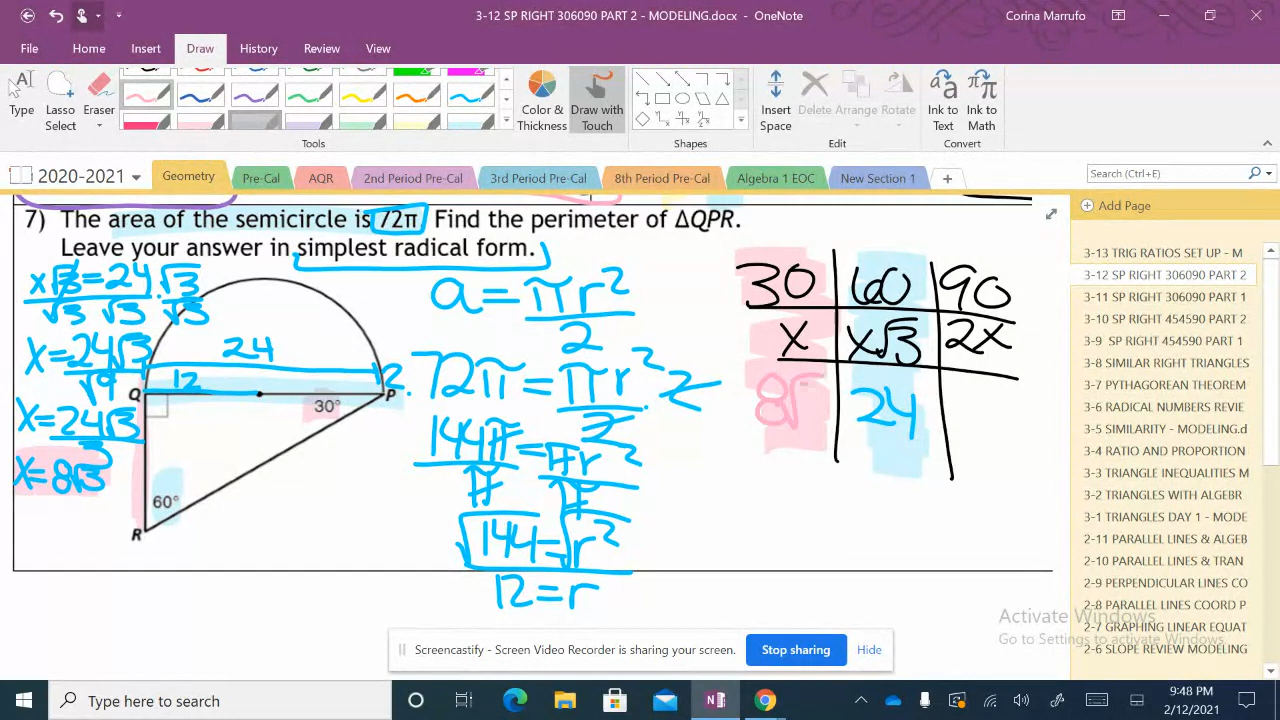 3-12 SP RIGHT 306090 PART 2 - MODELING.docx - OneNote
Corina Marrufo
File Home Insert Draw History Review View
Type
Lasso Select
Eraser
Color & Thickness
Draw with Touch
Insert Space
Delete
Arrange
Rotate
Ink to Text
Ink to Math
Tools
Shapes
Edit
Convert
2020-2021
Geometry
Pre-Cal
AQR
2nd Period Pre-Cal
3rd Period Pre-Cal
8th Period Pre-Cal
Algebra 1 EOC
New Section 1
Search (Ctrl+E)
7) The area of the semicircle is 72π. Find the perimeter of ΔQPR.
Leave your answer in simplest radical form.
x√3 = 24 · √3
√3 √3 √3
x = 24√3
√9
x = 24√3
3
x = 8√3
24
12
12
Q
P
30°
60°
R
a = πr²
2
· 72π = πr² · 2
2
144π = πr²
π π
√144 = √r²
12 = r
30 60 90
x x√3 2x
8√ 24
Add Page
3-13 TRIG RATIOS SET UP - M
3-12 SP RIGHT 306090 PART 2
3-11 SP RIGHT 306090 PART 1
3-10 SP RIGHT 454590 PART 2
3-9 SP RIGHT 454590 PART 1
3-8 SIMILAR RIGHT TRIANGLES
3-7 PYTHAGOREAN THEOREM
3-6 RADICAL NUMBERS REVIE
3-5 SIMILARITY - MODELING.d
3-4 RATIO AND PROPORTION
3-3 TRIANGLE INEQUALITIES M
3-2 TRIANGLES WITH ALGEBR
3-1 TRIANGLES DAY 1 - MODE
2-11 PARALLEL LINES & ALGEB
2-10 PARALLEL LINES & TRAN
2-9 PERPENDICULAR LINES CO
2-8 PARALLEL LINES COORD P
2-7 GRAPHING LINEAR EQUAT
2-6 SLOPE REVIEW MODELING
Activate Windows
Go to Settings to activate Windows.
Screencastify - Screen Video Recorder is sharing your screen.
Stop sharing
Hide
Type here to search
9:48 PM
2/12/2021